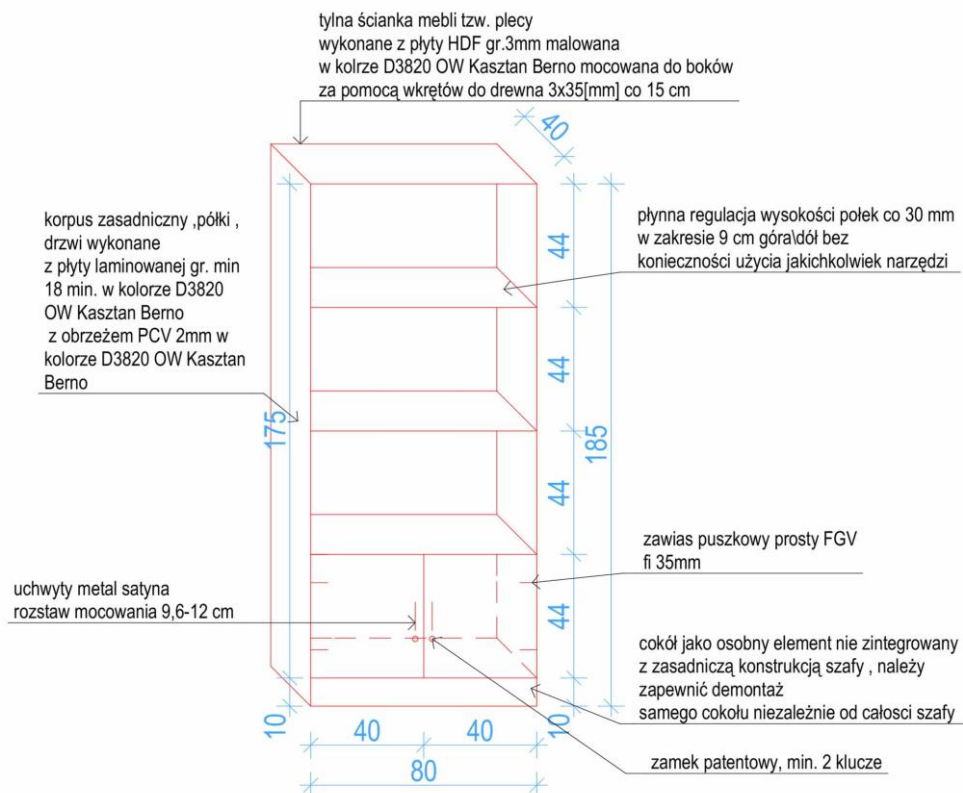 tylna ścianka mebli tzw. plecy
wykonane z płyty HDF gr.3mm malowana
w kolrze D3820 OW Kasztan Berno mocowana do boków
za pomocą wkrętów do drewna 3x35[mm] co 15 cm
40
korpus zasadniczy ,półki ,
drzwi wykonane
z płyty laminowanej gr. min
18 min. w kolorze D3820
OW Kasztan Berno
z obrzeżem PCV 2mm w
kolorze D3820 OW Kasztan
Berno
płynna regulacja wysokości połek co 30 mm
w zakresie 9 cm góra\dół bez
konieczności użycia jakichkolwiek narzędzi
44
44
44
44
175
185
zawias puszkowy prosty FGV
fi 35mm
uchwyty metal satyna
rozstaw mocowania 9,6-12 cm
cokół jako osobny element nie zintegrowany
z zasadniczą konstrukcją szafy , należy
zapewnić demontaż
samego cokołu niezależnie od całosci szafy
10
10
40
40
80
zamek patentowy, min. 2 klucze